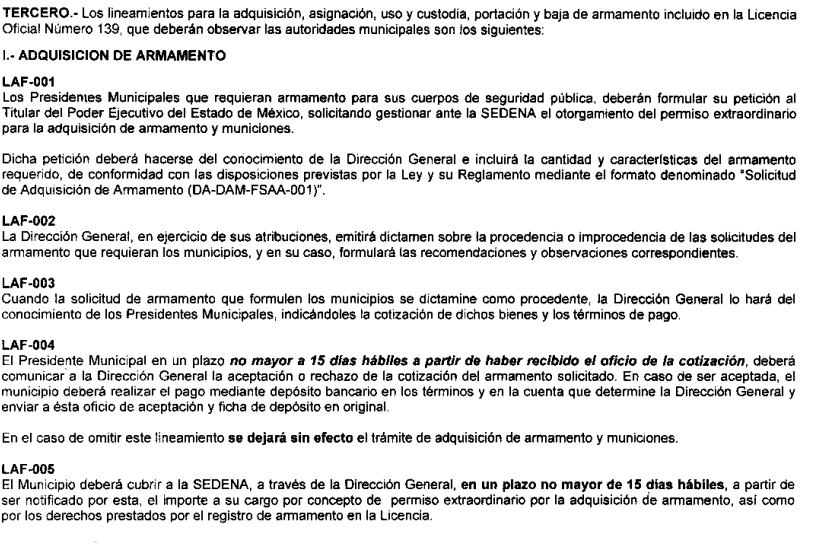 TERCERO.- Los lineamientos para la adquisición, asignación, uso y custodia, portación y baja de armamento incluido en la Licencia
Oficial Número 139, que deberán observar las autoridades municipales son los siguientes:
I.- ADQUISICION DE ARMAMENTO
LAF-001
Los Presidentes Municipales que requieran armamento para sus cuerpos de seguridad pública, deberán formular su petición al
Titular del Poder Ejecutivo del Estado de México, solicitando gestionar ante la SEDENA el otorgamiento del permiso extraordinario
para la adquisición de armamento y municiones.
Dicha petición deberá hacerse del conocimiento de la Dirección General e incluirá la cantidad y características del armamento
requerido, de conformidad con las disposiciones previstas por la Ley y su Reglamento mediante el formato denominado "Solicitud
de Adquisición de Armamento (DA-DAM-FSAA-001)".
LAF-002
La Dirección General, en ejercicio de sus atribuciones, emitirá dictamen sobre la procedencia o improcedencia de las solicitudes del
armamento que requieran los municipios, y en su caso, formulará las recomendaciones y observaciones correspondientes.
LAF-003
Cuando la solicitud de armamento que formulen los municipios se dictamine como procedente, la Dirección General lo hará del
conocimiento de los Presidentes Municipales, indicándoles la cotización de dichos bienes y los términos de pago.
LAF-004
El Presidente Municipal en un plazo no mayor a 15 días hábiles a partir de haber recibido el oficio de la cotización, deberá
comunicar a la Dirección General la aceptación o rechazo de la cotización del armamento solicitado. En caso de ser aceptada, el
municipio deberá realizar el pago mediante depósito bancario en los términos y en la cuenta que determine la Dirección General y
enviar a ésta oficio de aceptación y ficha de depósito en original.
En el caso de omitir este lineamiento se dejará sin efecto el trámite de adquisición de armamento y municiones.
LAF-005
El Municipio deberá cubrir a la SEDENA, a través de la Dirección General, en un plazo no mayor de 15 días hábiles, a partir de
ser notificado por esta, el importe a su cargo por concepto de permiso extraordinario por la adquisición de armamento, así como
por los derechos prestados por el registro de armamento en la Licencia.